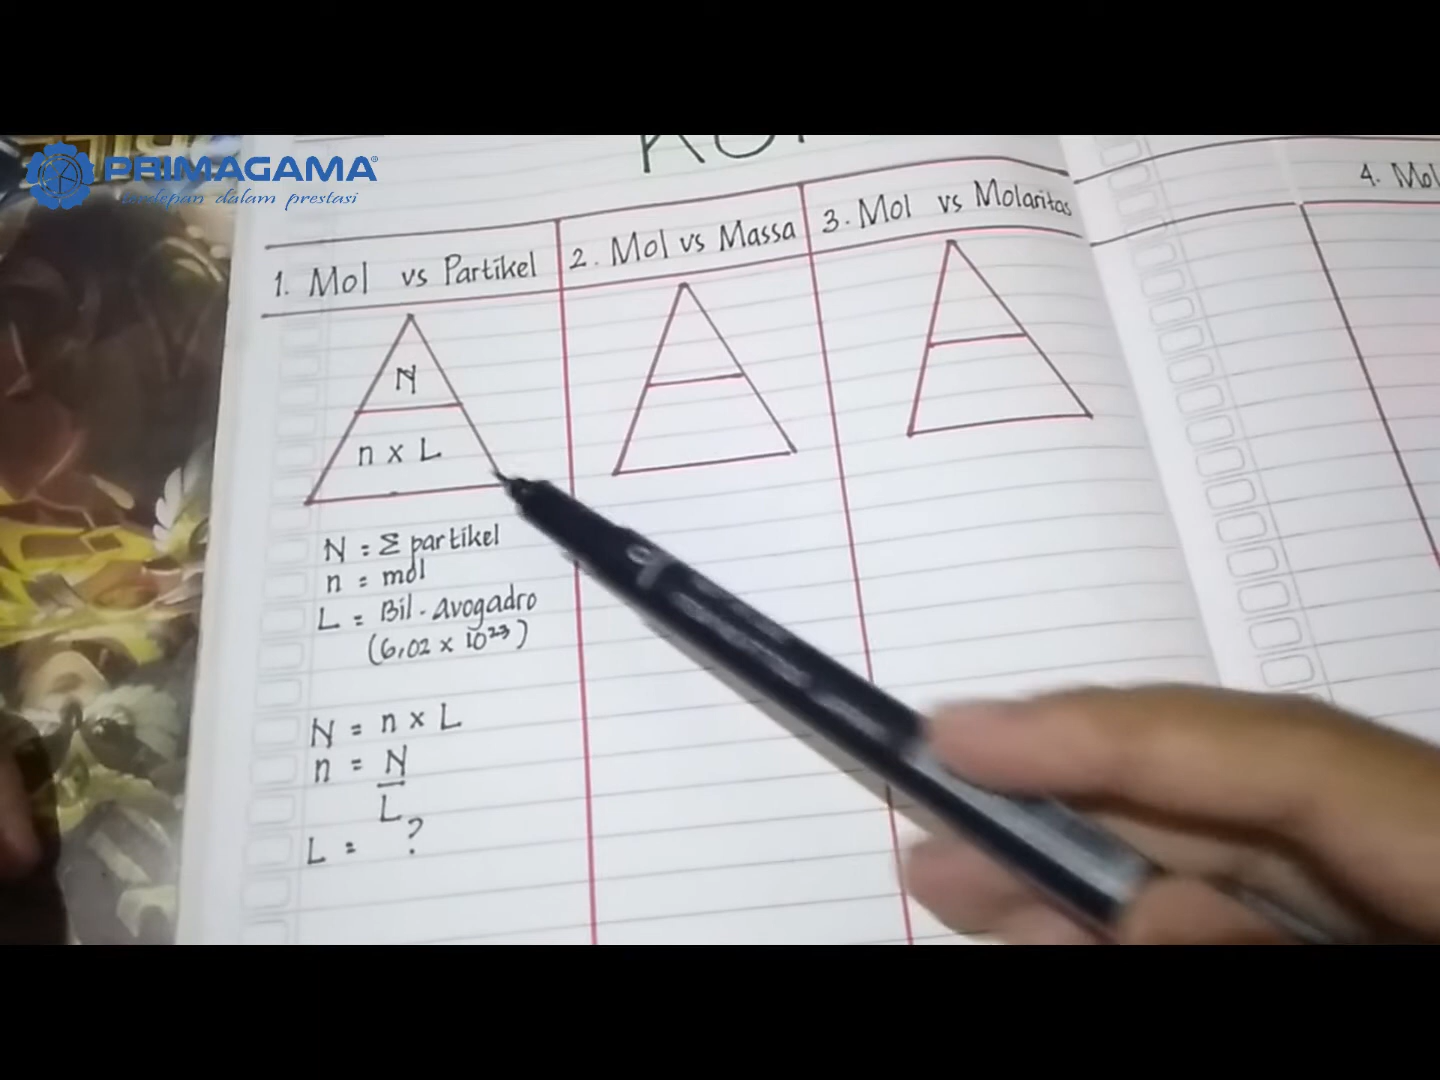 PRIMAGAMA®
terdepan dalam prestasi
1. Mol vs Partikel
2. Mol vs Massa
3. Mol vs Molaritas
4. Mol
N
n x L
N = Σ partikel
n = mol
L = Bil. Avogadro
(6,02 x 10²³)
N = n x L
n = N
L
L = ?